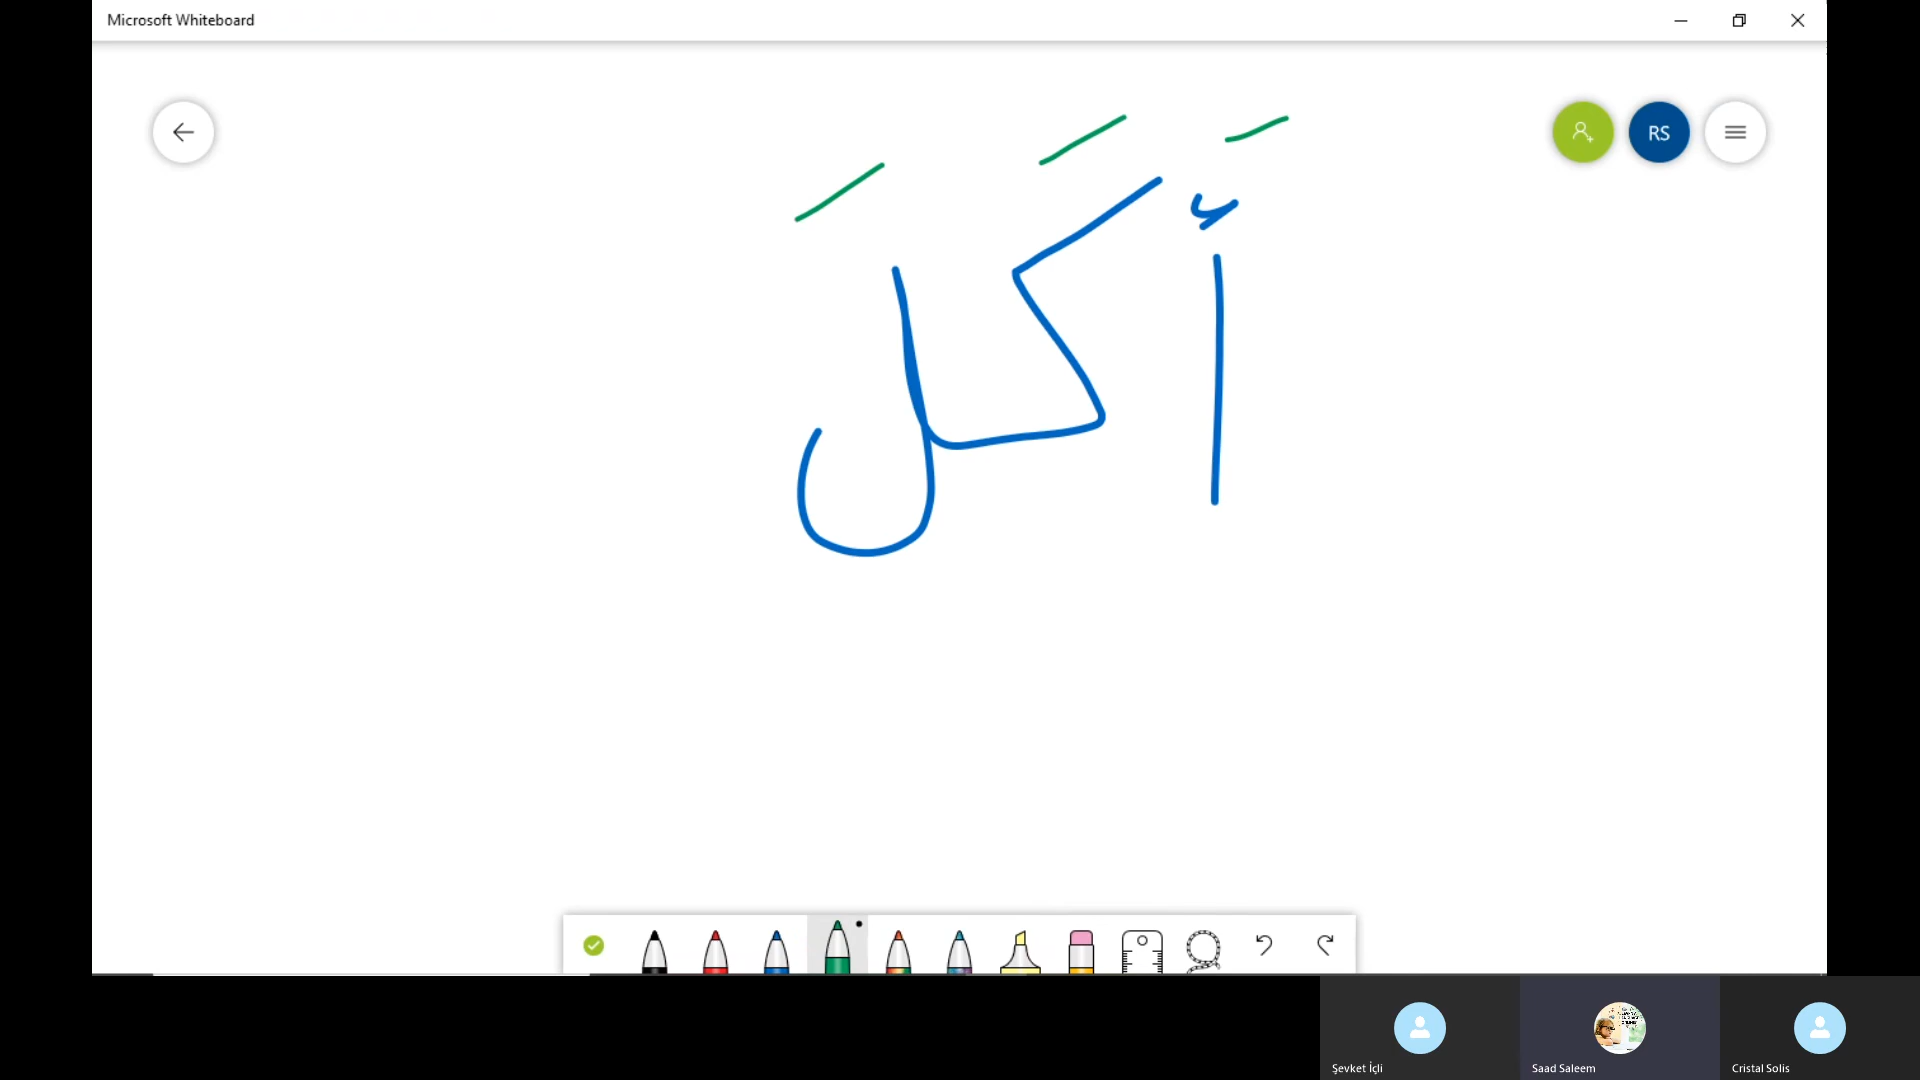 Microsoft Whiteboard
RS
أَكَلَ
Şevket İçli
Saad Saleem
Cristal Solis